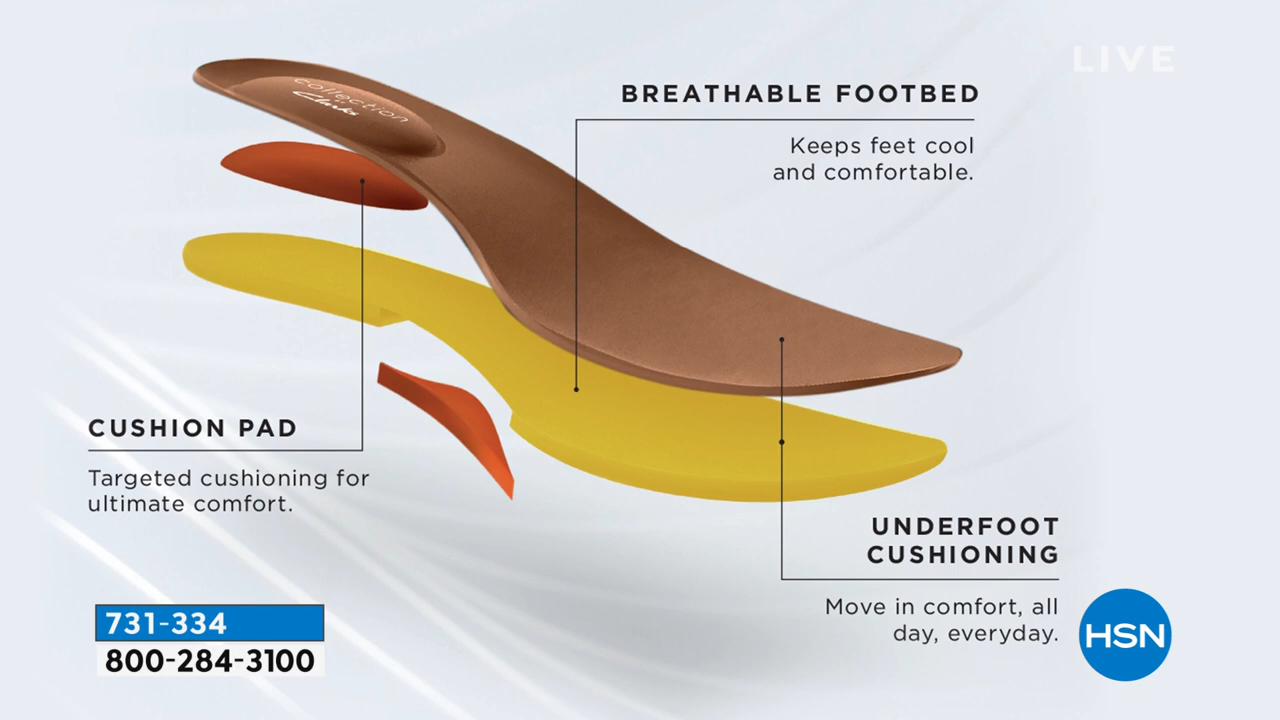 LIVE
BREATHABLE FOOTBED
Keeps feet cool
and comfortable.
collection
by
Clarks
CUSHION PAD
Targeted cushioning for
ultimate comfort.
UNDERFOOT
CUSHIONING
Move in comfort, all
day, everyday.
731-334
800-284-3100
HSN